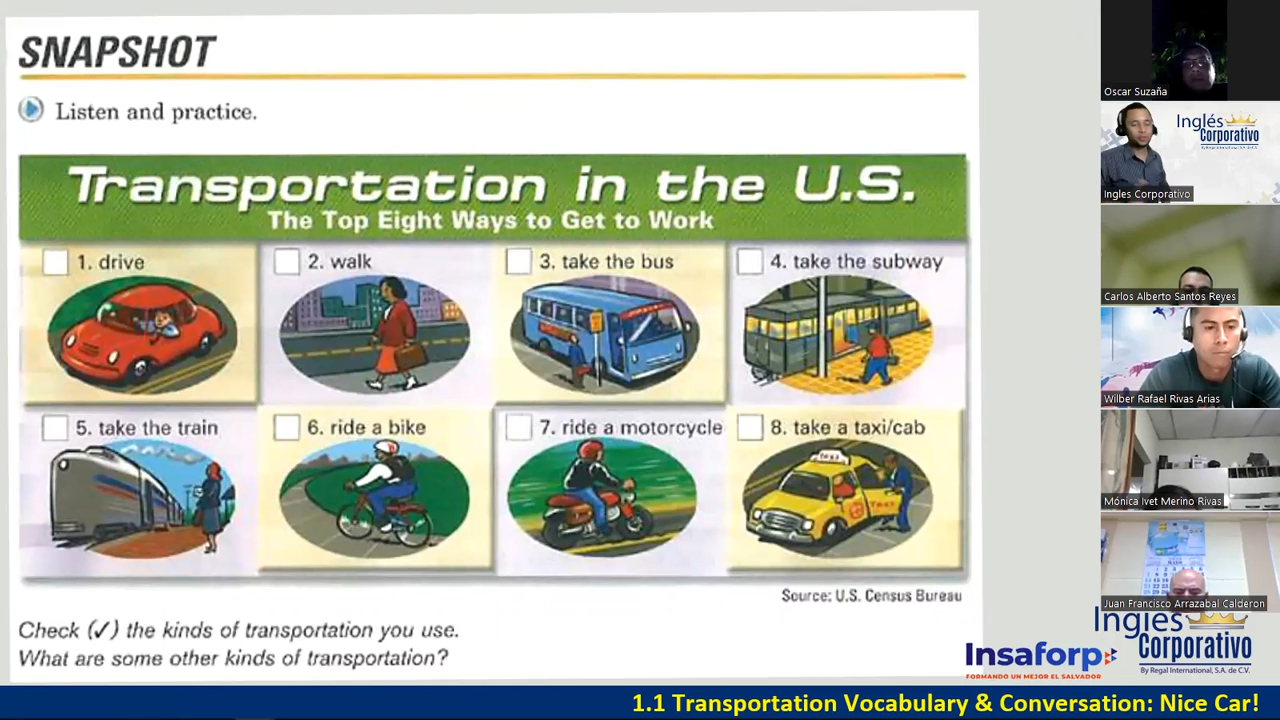 SNAPSHOT
Listen and practice.
Transportation in the U.S.
The Top Eight Ways to Get to Work
1. drive
2. walk
3. take the bus
4. take the subway
5. take the train
6. ride a bike
7. ride a motorcycle
8. take a taxi/cab
TAXI
TAXI
Source: U.S. Census Bureau
Check (✓) the kinds of transportation you use.
What are some other kinds of transportation?
Oscar Suzaña
Inglés
Corporativo
By Regal International, S.A. de C.V.
Ingles Corporativo
Carlos Alberto Santos Reyes
Wilber Rafael Rivas Arias
Mónica Ivet Merino Rivas
Juan Francisco Arrazabal Calderon
Insaforp
FORMANDO UN MEJOR EL SALVADOR
Inglés
Corporativo
By Regal International, S.A. de C.V.
1.1 Transportation Vocabulary & Conversation: Nice Car!